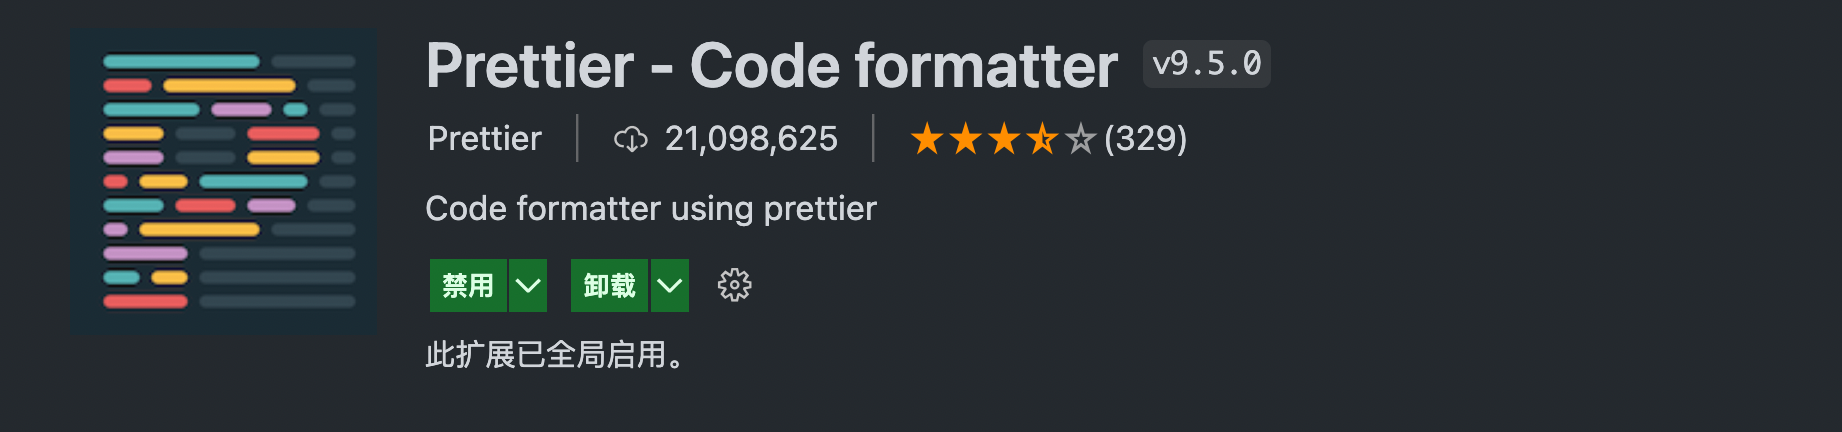 Prettier - Code formatter v9.5.0
Prettier 21,098,625 (329)
Code formatter using prettier
禁用 卸载
此扩展已全局启用。